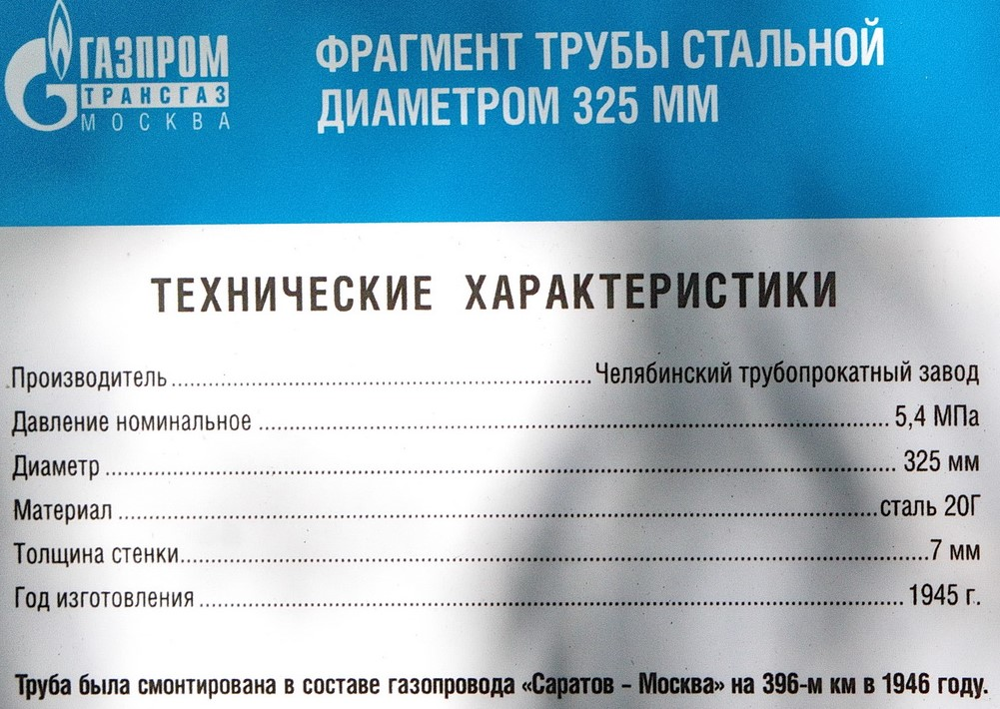 ГАЗПРОМ
ТРАНСГАЗ
МОСКВА
ФРАГМЕНТ ТРУБЫ СТАЛЬНОЙ
ДИАМЕТРОМ 325 ММ
ТЕХНИЧЕСКИЕ ХАРАКТЕРИСТИКИ
Производитель ... Челябинский трубопрокатный завод
Давление номинальное ... 5,4 МПа
Диаметр ... 325 мм
Материал ... сталь 20Г
Толщина стенки ... 7 мм
Год изготовления ... 1945 г.
Труба была смонтирована в составе газопровода «Саратов – Москва» на 396-м км в 1946 году.